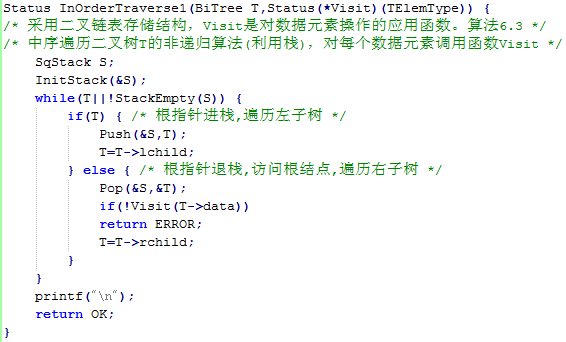 Status InOrderTraverse1(BiTree T,Status(*Visit)(TElemType)) {
/* 采用二叉链表存储结构，Visit是对数据元素操作的应用函数。算法6.3 */
/* 中序遍历二叉树T的非递归算法(利用栈)，对每个数据元素调用函数Visit */
    SqStack S;
    InitStack(&S);
    while(T||!StackEmpty(S)) {
        if(T) { /* 根指针进栈,遍历左子树 */
            Push(&S,T);
            T=T->lchild;
        } else { /* 根指针退栈,访问根结点,遍历右子树 */
            Pop(&S,&T);
            if(!Visit(T->data))
            return ERROR;
            T=T->rchild;
        }
    }
    printf("\n");
    return OK;
}